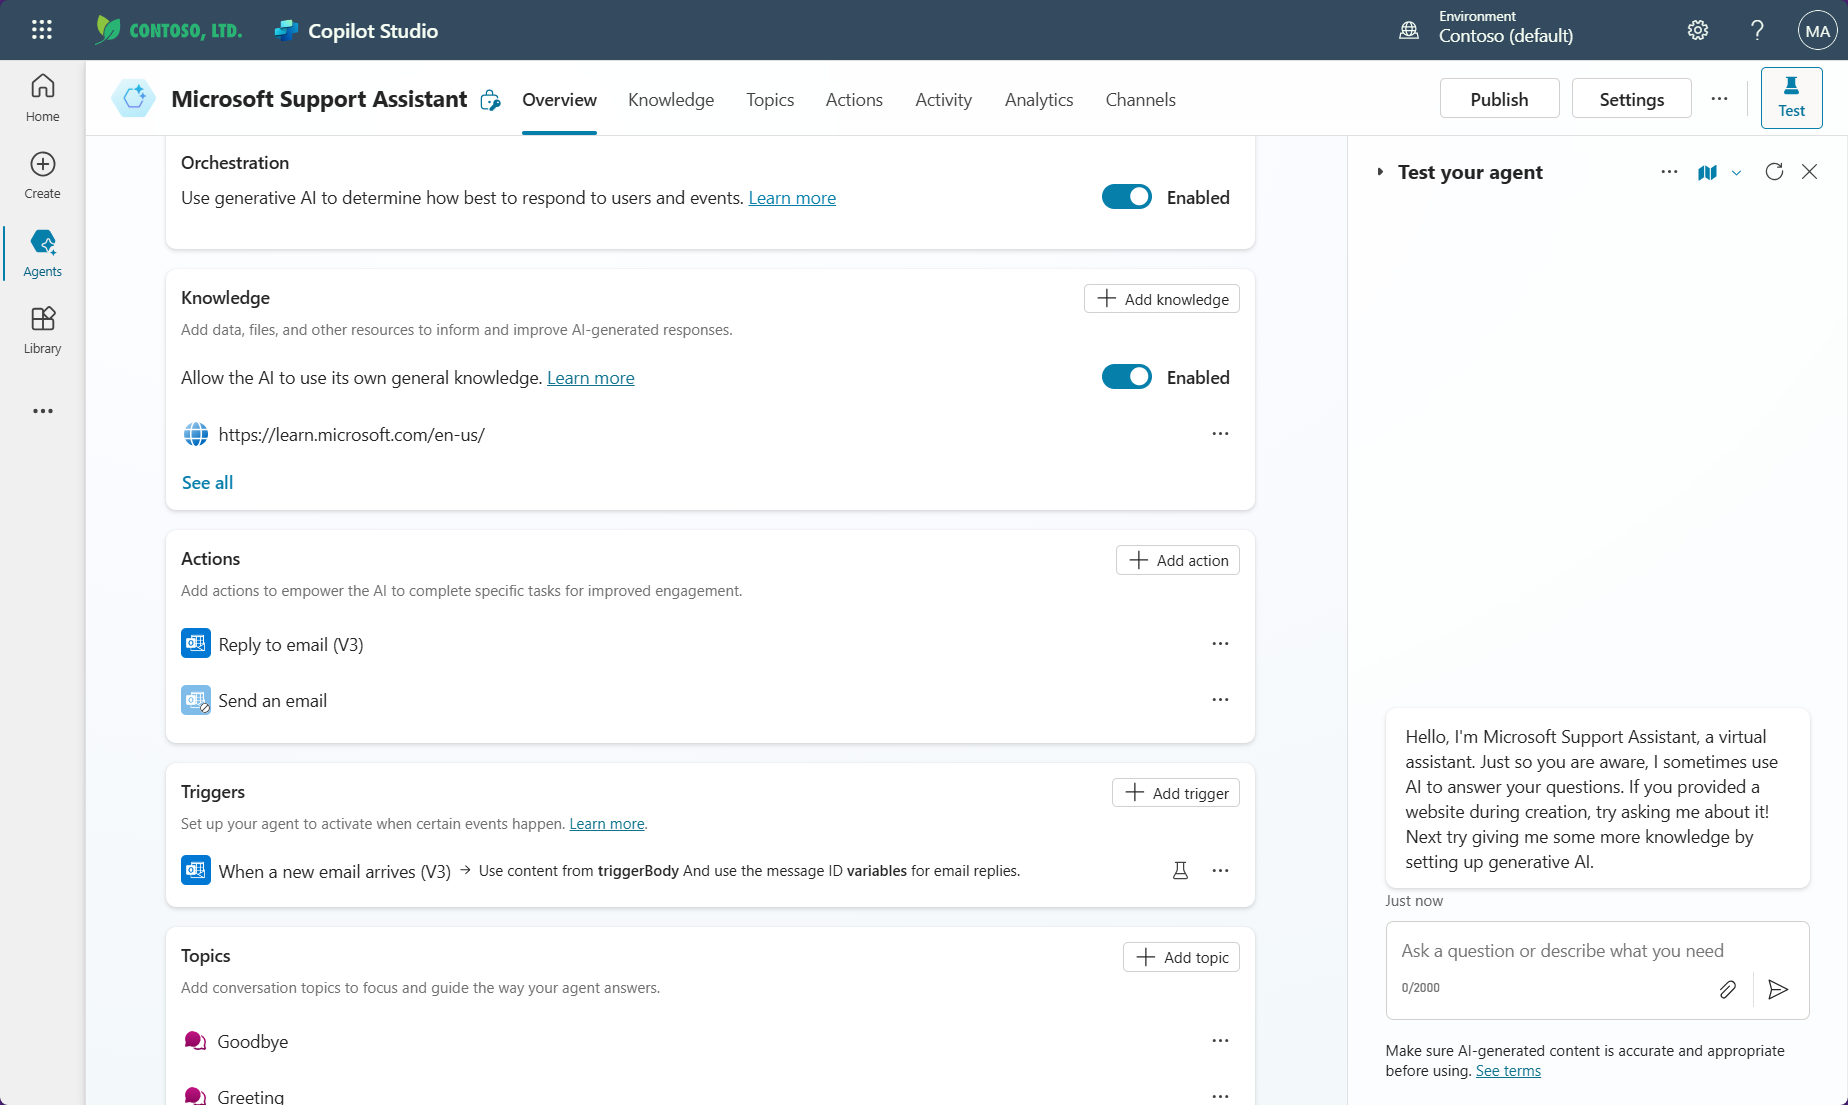 CONTOSO, LTD.
Copilot Studio
Environment
Contoso (default)
?
MA
Home
Create
Agents
Library
Microsoft Support Assistant
Overview
Knowledge
Topics
Actions
Activity
Analytics
Channels
Publish
Settings
Test
Orchestration
Use generative AI to determine how best to respond to users and events. Learn more
Enabled
Knowledge
Add knowledge
Add data, files, and other resources to inform and improve AI-generated responses.
Allow the AI to use its own general knowledge. Learn more
Enabled
https://learn.microsoft.com/en-us/
See all
Actions
Add action
Add actions to empower the AI to complete specific tasks for improved engagement.
Reply to email (V3)
Send an email
Triggers
Add trigger
Set up your agent to activate when certain events happen. Learn more.
When a new email arrives (V3) → Use content from triggerBody And use the message ID variables for email replies.
Topics
Add topic
Add conversation topics to focus and guide the way your agent answers.
Goodbye
Greeting
Test your agent
Hello, I'm Microsoft Support Assistant, a virtual
assistant. Just so you are aware, I sometimes use
AI to answer your questions. If you provided a
website during creation, try asking me about it!
Next try giving me some more knowledge by
setting up generative AI.
Just now
Ask a question or describe what you need
0/2000
Make sure AI-generated content is accurate and appropriate
before using. See terms